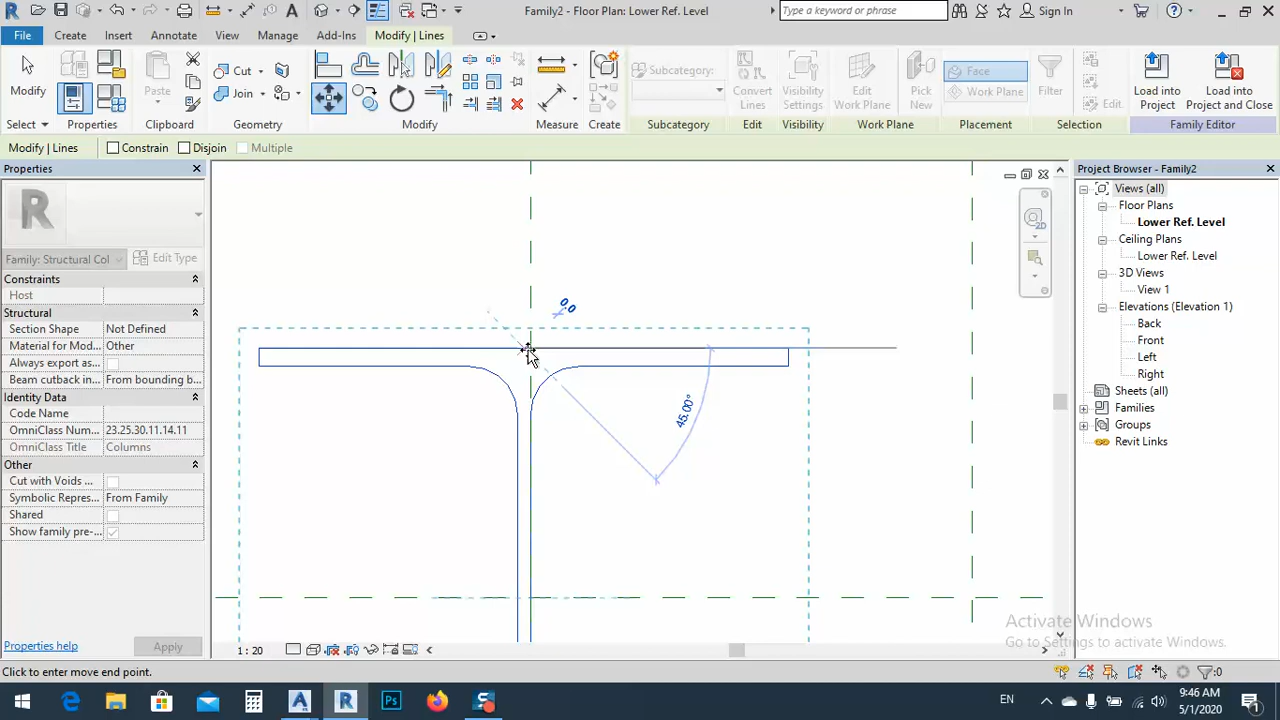 Family2 - Floor Plan: Lower Ref. Level
Type a keyword or phrase
Sign In
File
Create
Insert
Annotate
View
Manage
Add-Ins
Modify | Lines
Modify
Paste
Cut
Join
Subcategory:
Convert
Lines
Visibility
Settings
Edit
Work Plane
Pick
New
Face
Work Plane
Filter
Edit
Load into
Project
Load into
Project and Close
Select
Properties
Clipboard
Geometry
Modify
Measure
Create
Subcategory
Edit
Visibility
Work Plane
Placement
Selection
Family Editor
Modify | Lines
Constrain
Disjoin
Multiple
Properties
R
Family: Structural Col
Edit Type
Constraints
Host
Structural
Section Shape
Not Defined
Material for Mod...
Other
Always export as...
Beam cutback in...
From bounding b...
Identity Data
Code Name
OmniClass Num...
23.25.30.11.14.11
OmniClass Title
Columns
Other
Cut with Voids ...
Symbolic Repres...
From Family
Shared
Show family pre-...
Properties help
Apply
0.0
45.00°
2D
Project Browser - Family2
Views (all)
Floor Plans
Lower Ref. Level
Ceiling Plans
Lower Ref. Level
3D Views
View 1
Elevations (Elevation 1)
Back
Front
Left
Right
Sheets (all)
Families
Groups
Revit Links
Activate Windows
Go to Settings to activate Windows.
1 : 20
Click to enter move end point.
:0
A
R
Ps
S
EN
9:46 AM
5/1/2020
1